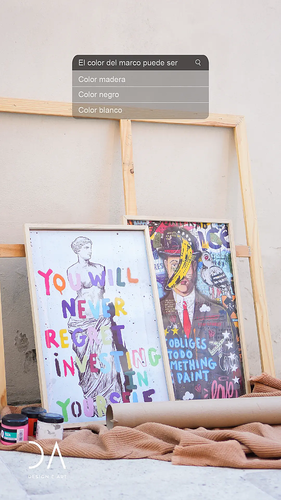 El color del marco puede ser
Color madera
Color negro
Color blanco
YOU WILL
NEVER
REGRET
iNVESTING
IN
YOURSELF
OBLIGES
TODO
METHING
PAINT
love
DA